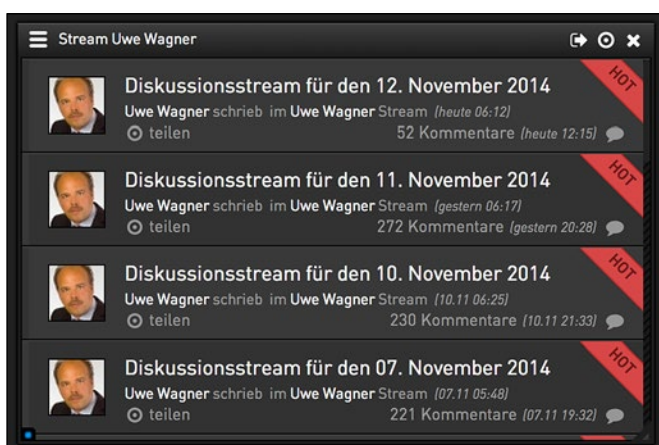 Stream Uwe Wagner
Diskussionsstream für den 12. November 2014
HOT
Uwe Wagner schrieb im Uwe Wagner Stream (heute 06:12)
teilen 52 Kommentare (heute 12:15)
Diskussionsstream für den 11. November 2014
HOT
Uwe Wagner schrieb im Uwe Wagner Stream (gestern 06:17)
teilen 272 Kommentare (gestern 20:28)
Diskussionsstream für den 10. November 2014
HOT
Uwe Wagner schrieb im Uwe Wagner Stream (10.11 06:25)
teilen 230 Kommentare (10.11 21:33)
Diskussionsstream für den 07. November 2014
HOT
Uwe Wagner schrieb im Uwe Wagner Stream (07.11 05:48)
teilen 221 Kommentare (07.11 19:32)